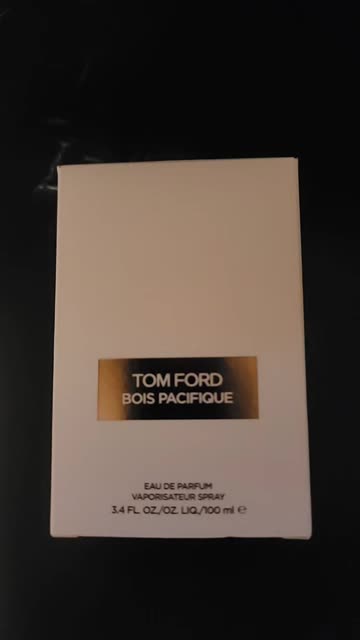 TOM FORD
BOIS PACIFIQUE
EAU DE PARFUM
VAPORISATEUR SPRAY
3.4 FL. OZ./OZ. LIQ./100 ml ℮